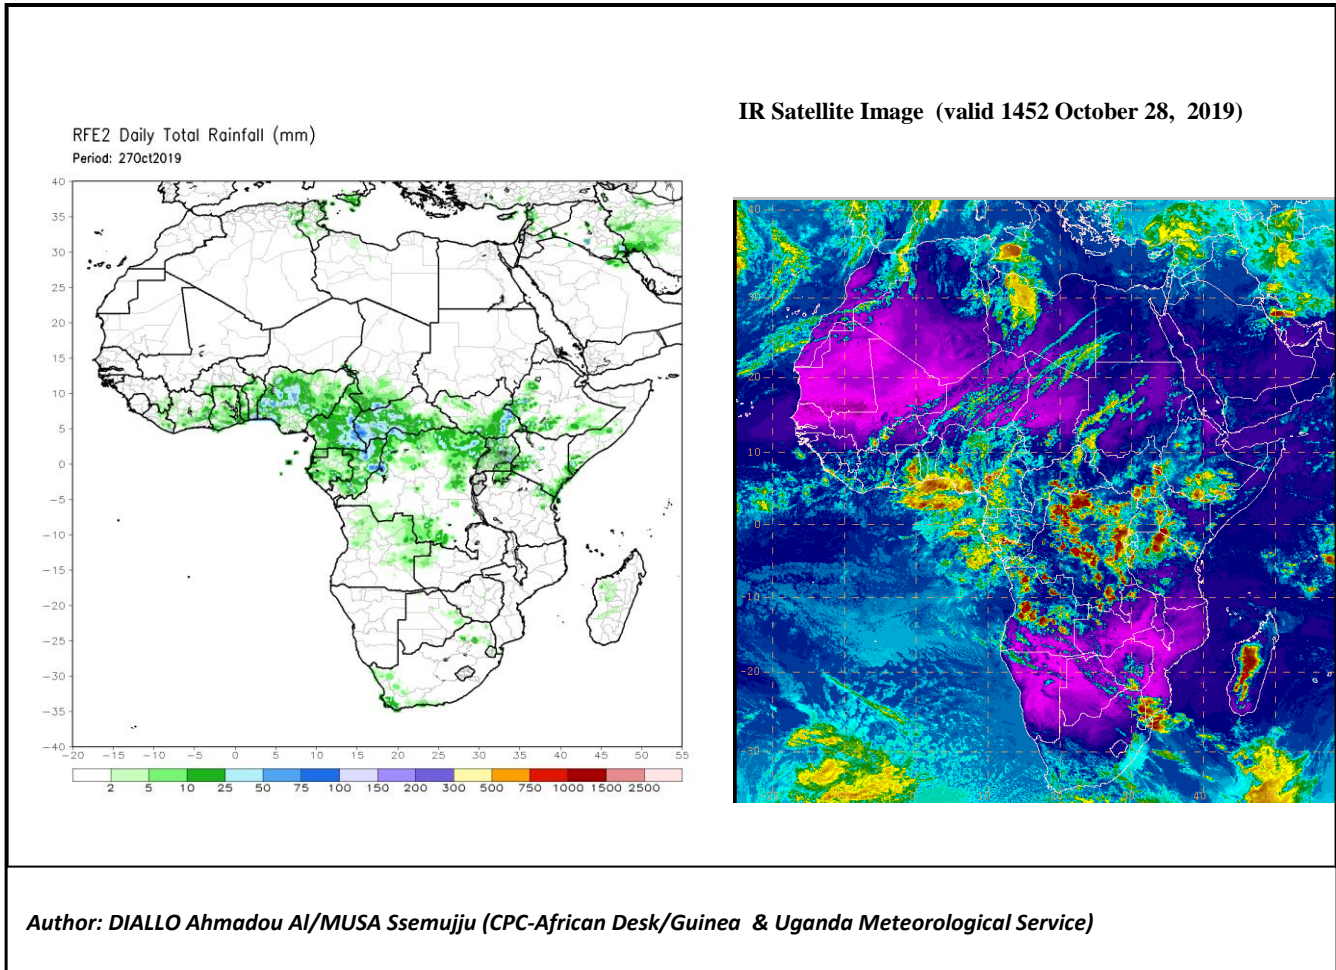 IR Satellite Image  (valid 1452 October 28,  2019)
RFE2 Daily Total Rainfall (mm)
Period: 27Oct2019
40
35
30
25
20
15
10
5
0
−5
−10
−15
−20
−25
−30
−35
−40
−20 −15 −10 −5 0 5 10 15 20 25 30 35 40 45 50 55
2 5 10 25 50 75 100 150 200 300 500 750 1000 1500 2500
Author: DIALLO Ahmadou Al/MUSA Ssemujju (CPC-African Desk/Guinea  & Uganda Meteorological Service)